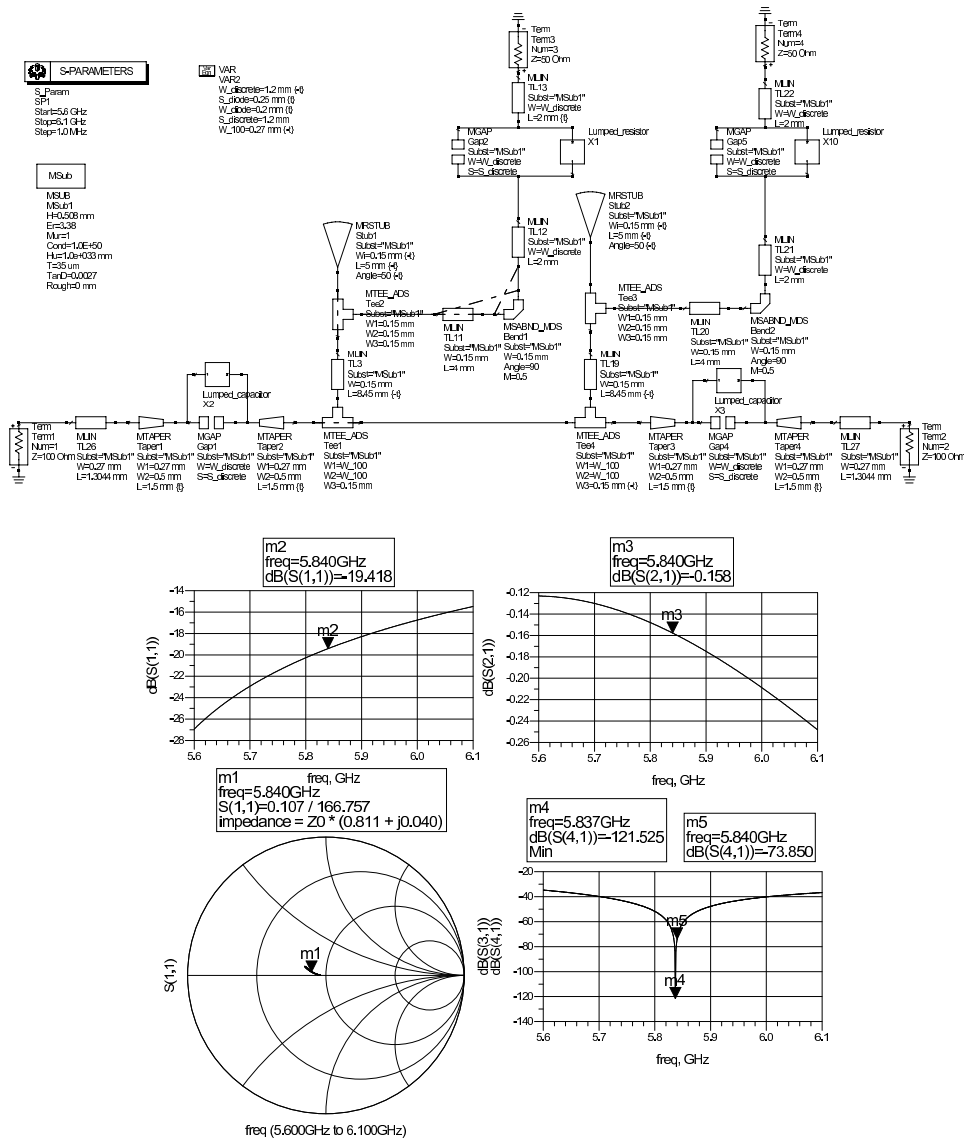 S-PARAMETERS
S_Param
SP1
Start=5.6 GHz
Stop=6.1 GHz
Step=1.0 MHz
VAR
VAR2
W_discrete=1.2 mm {-t}
S_diode=0.25 mm {t}
W_diode=0.2 mm {t}
S_discrete=1.2 mm
W_100=0.27 mm {-t}
MSub
MSUB
MSub1
H=0.508 mm
Er=3.38
Mur=1
Cond=1.0E+50
Hu=1.0e+033 mm
T=35 um
TanD=0.0027
Rough=0 mm
Term
Term3
Num=3
Z=50 Ohm
MLIN
TL13
Subst="MSub1"
W=W_discrete
L=2 mm {t}
MGAP
Gap2
Subst="MSub1"
W=W_discrete
S=S_discrete
Lumped_resistor
X1
MLIN
TL12
Subst="MSub1"
W=W_discrete
L=2 mm
MRSTUB
Stub1
Subst="MSub1"
Wi=0.15 mm
L=5 mm {-t}
Angle=50 {-t}
MTEE_ADS
Tee2
Subst="MSub1"
W1=0.15 mm
W2=0.15 mm
W3=0.15 mm
MLIN
TL11
Subst="MSub1"
W=0.15 mm
L=4 mm
MSABND_MDS
Bend1
Subst="MSub1"
W=0.15 mm
Angle=90
M=0.5
MLIN
TL3
Subst="MSub1"
W=0.15 mm
L=8.45 mm {-t}
Term
Term4
Num=4
Z=50 Ohm
MLIN
TL22
Subst="MSub1"
W=W_discrete
L=2 mm
MGAP
Gap5
Subst="MSub1"
W=W_discrete
S=S_discrete
Lumped_resistor
X10
MLIN
TL21
Subst="MSub1"
W=W_discrete
L=2 mm
MRSTUB
Stub2
Subst="MSub1"
Wi=0.15 mm {-t}
L=5 mm {-t}
Angle=50 {-t}
MTEE_ADS
Tee3
Subst="MSub1"
W1=0.15 mm
W2=0.15 mm
W3=0.15 mm
MLIN
TL20
Subst="MSub1"
W=0.15 mm
L=4 mm
MSABND_MDS
Bend2
Subst="MSub1"
W=0.15 mm
Angle=90
M=0.5
MLIN
TL19
Subst="MSub1"
W=0.15 mm
L=8.45 mm {-t}
Term
Term1
Num=1
Z=100 Ohm
MLIN
TL26
Subst="MSub1"
W=0.27 mm
L=1.3044 mm
MTAPER
Taper1
Subst="MSub1"
W1=0.27 mm
W2=0.5 mm
L=1.5 mm {t}
Lumped_capacitor
X2
MGAP
Gap1
Subst="MSub1"
W=W_discrete
S=S_discrete
MTAPER
Taper2
Subst="MSub1"
W1=0.27 mm
W2=0.5 mm
L=1.5 mm {t}
MTEE_ADS
Tee1
Subst="MSub1"
W1=W_100
W2=W_100
W3=0.15 mm
MTEE_ADS
Tee4
Subst="MSub1"
W1=W_100
W2=W_100
W3=0.15 mm {-t}
MTAPER
Taper3
Subst="MSub1"
W1=0.27 mm
W2=0.5 mm
L=1.5 mm {t}
Lumped_capacitor
X3
MGAP
Gap4
Subst="MSub1"
W=W_discrete
S=S_discrete
MTAPER
Taper4
Subst="MSub1"
W1=0.27 mm
W2=0.5 mm
L=1.5 mm {t}
MLIN
TL27
Subst="MSub1"
W=0.27 mm
L=1.3044 mm
Term
Term2
Num=2
Z=100 Ohm
m2
freq=5.840GHz
dB(S(1,1))=-19.418
-14
-16
-18
-20
-22
-24
-26
-28
dB(S(1,1))
m2
5.6 5.7 5.8 5.9 6.0 6.1
freq, GHz
m3
freq=5.840GHz
dB(S(2,1))=-0.158
-0.12
-0.14
-0.16
-0.18
-0.20
-0.22
-0.24
-0.26
dB(S(2,1))
m3
5.6 5.7 5.8 5.9 6.0 6.1
freq, GHz
m1
freq=5.840GHz
S(1,1)=0.107 / 166.757
impedance = Z0 * (0.811 + j0.040)
S(1,1)
m1
freq (5.600GHz to 6.100GHz)
m4
freq=5.837GHz
dB(S(4,1))=-121.525
Min
m5
freq=5.840GHz
dB(S(4,1))=-73.850
-20
-40
-60
-80
-100
-120
-140
dB(S(3,1))
dB(S(4,1))
m5
m4
5.6 5.7 5.8 5.9 6.0 6.1
freq, GHz